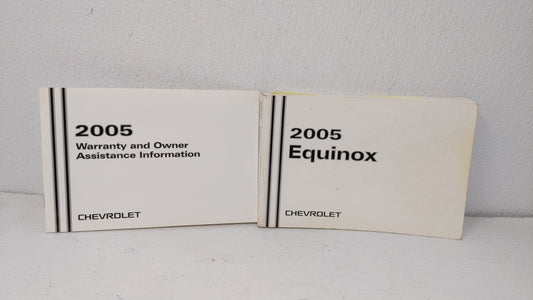 2005
Warranty and Owner
Assistance Information
CHEVROLET
2005
Equinox
CHEVROLET